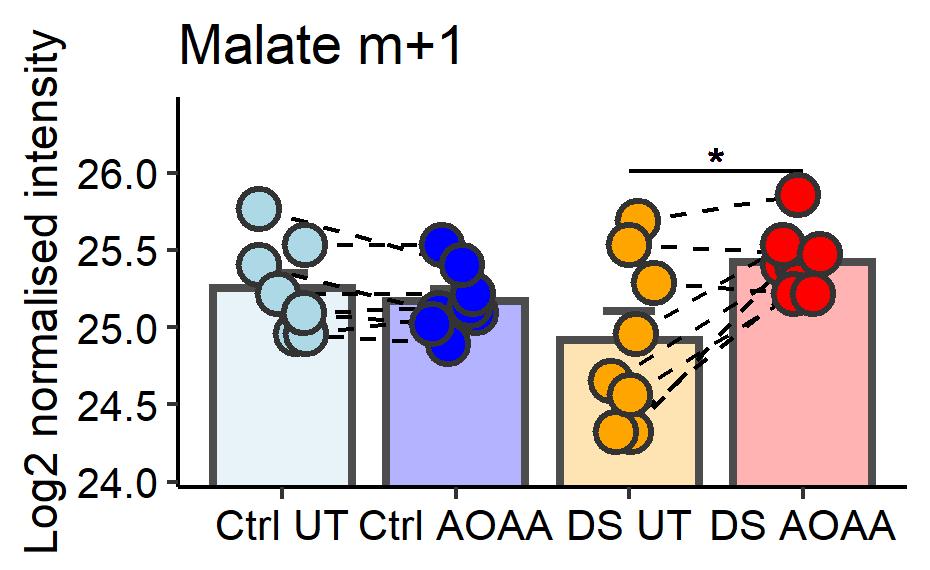 Malate m+1
Log2 normalised intensity
*
26.0
25.5
25.0
24.5
24.0
Ctrl UT
Ctrl AOAA
DS UT
DS AOAA